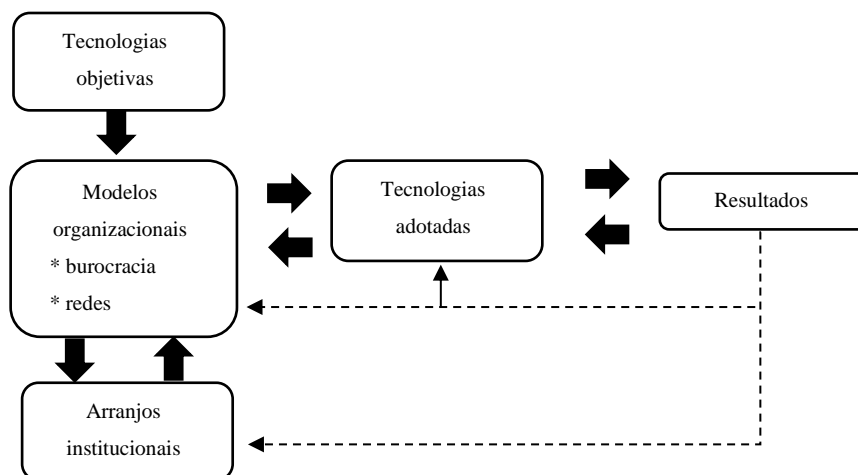 Tecnologias
objetivas
Modelos
organizacionais
* burocracia
* redes
Tecnologias
adotadas
Resultados
Arranjos
institucionais